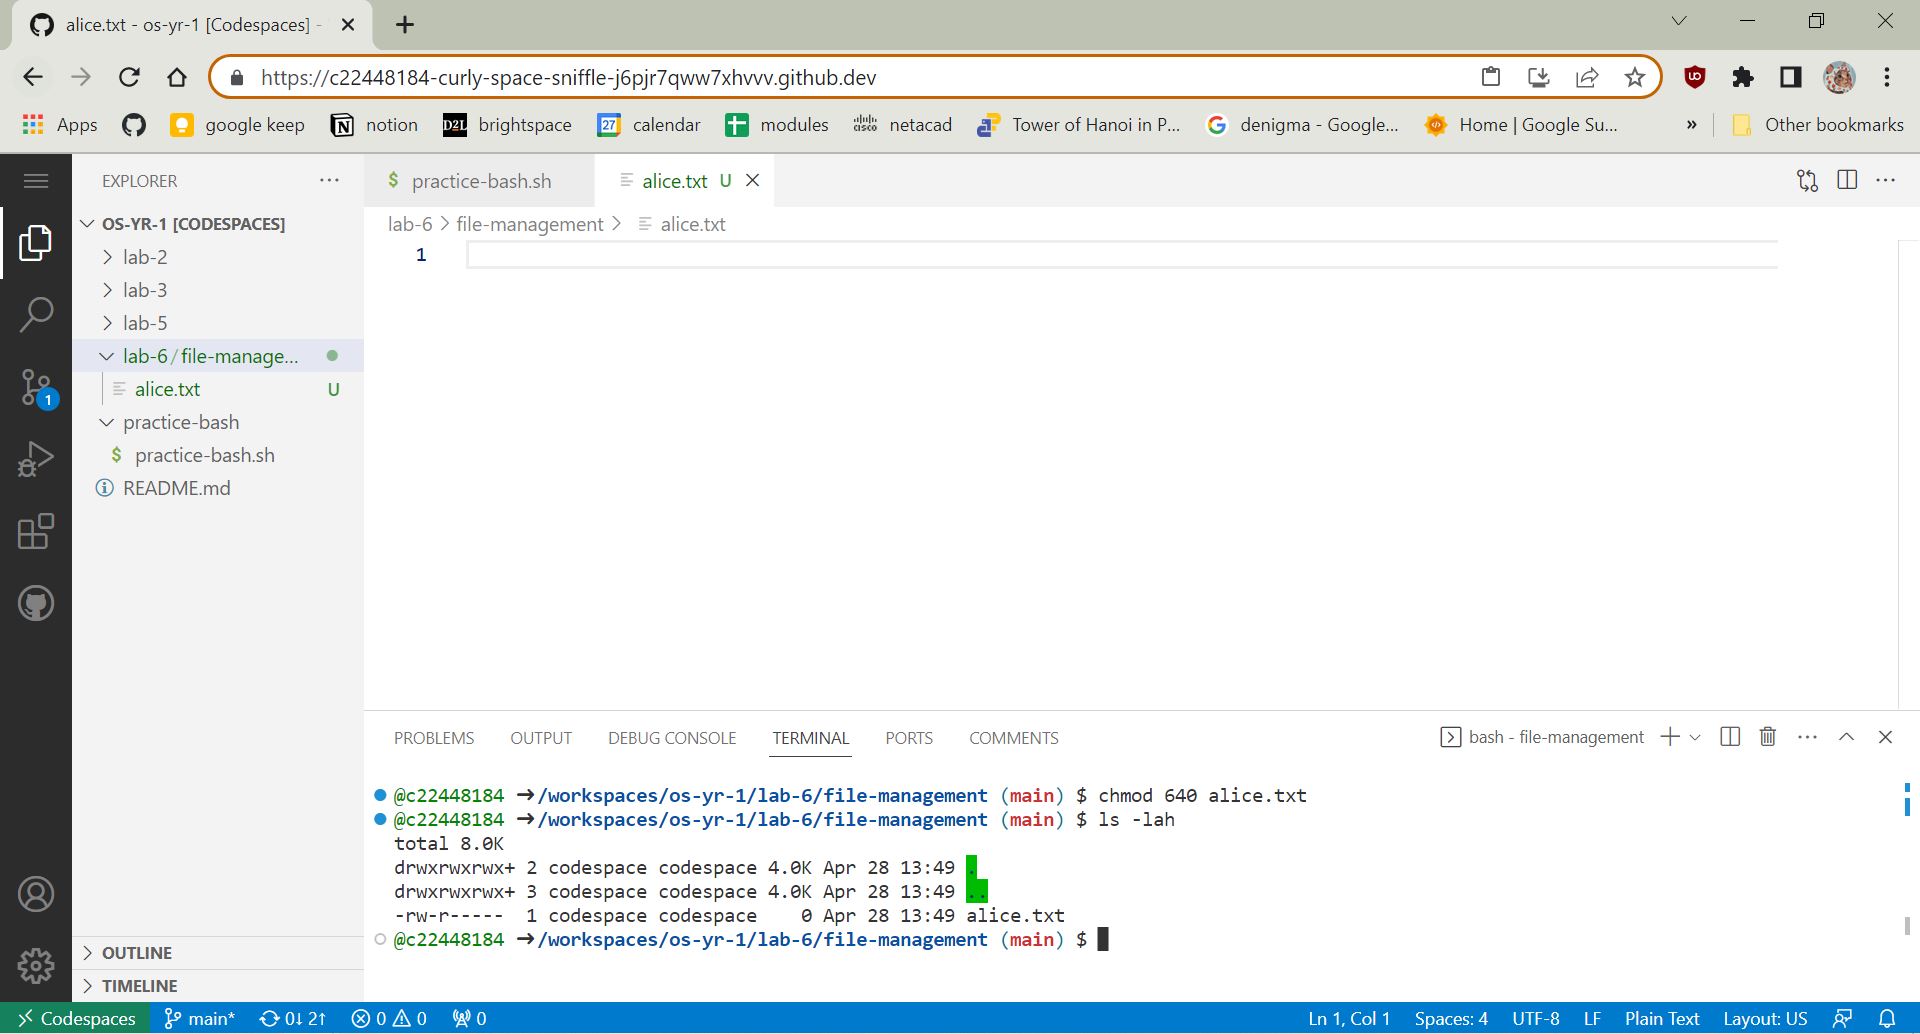 alice.txt - os-yr-1 [Codespaces] -
https://c22448184-curly-space-sniffle-j6pjr7qww7xhvvv.github.dev
Apps google keep notion D2L brightspace 27 calendar modules cisco netacad Tower of Hanoi in P... G denigma - Google... Home | Google Su... » Other bookmarks
EXPLORER ...
$ practice-bash.sh alice.txt U
OS-YR-1 [CODESPACES]
lab-6 > file-management > alice.txt
1
lab-2
lab-3
lab-5
lab-6/file-manage...
alice.txt U
practice-bash
$ practice-bash.sh
README.md
1
OUTLINE
TIMELINE
PROBLEMS OUTPUT DEBUG CONSOLE TERMINAL PORTS COMMENTS bash - file-management
@c22448184 ➜/workspaces/os-yr-1/lab-6/file-management (main) $ chmod 640 alice.txt
@c22448184 ➜/workspaces/os-yr-1/lab-6/file-management (main) $ ls -lah
total 8.0K
drwxrwxrwx+ 2 codespace codespace 4.0K Apr 28 13:49 .
drwxrwxrwx+ 3 codespace codespace 4.0K Apr 28 13:49 ..
-rw-r----- 1 codespace codespace 0 Apr 28 13:49 alice.txt
@c22448184 ➜/workspaces/os-yr-1/lab-6/file-management (main) $
Codespaces main* 0↓ 2↑ 0 0 0 Ln 1, Col 1 Spaces: 4 UTF-8 LF Plain Text Layout: US